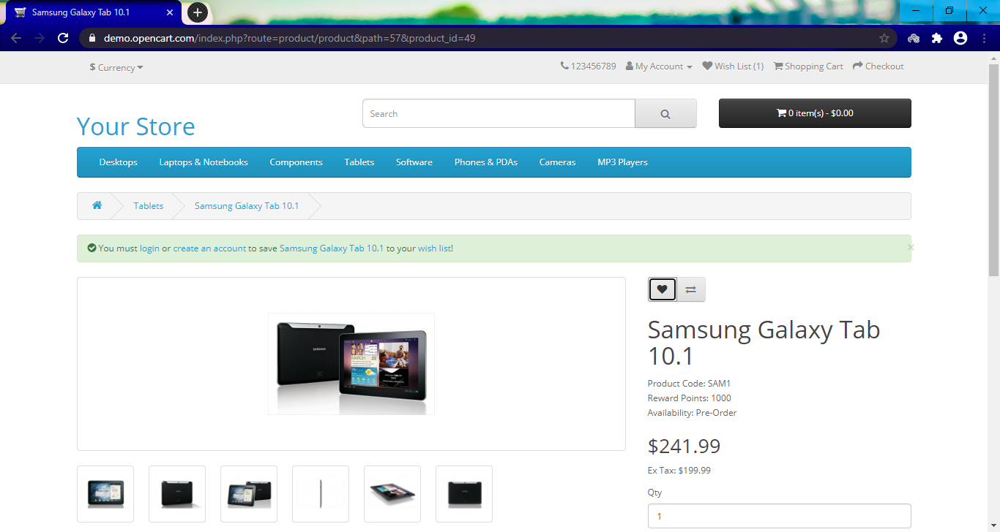 Samsung Galaxy Tab 10.1
demo.opencart.com/index.php?route=product/product&path=57&product_id=49
$ Currency
123456789 My Account Wish List (1) Shopping Cart Checkout
Your Store
Search
0 item(s) - $0.00
Desktops Laptops & Notebooks Components Tablets Software Phones & PDAs Cameras MP3 Players
Tablets Samsung Galaxy Tab 10.1
You must login or create an account to save Samsung Galaxy Tab 10.1 to your wish list!
×
Samsung Galaxy Tab
10.1
SAMSUNG
MARCH 22
Product Code: SAM1
Reward Points: 1000
Availability: Pre-Order
$241.99
Ex Tax: $199.99
Qty
1